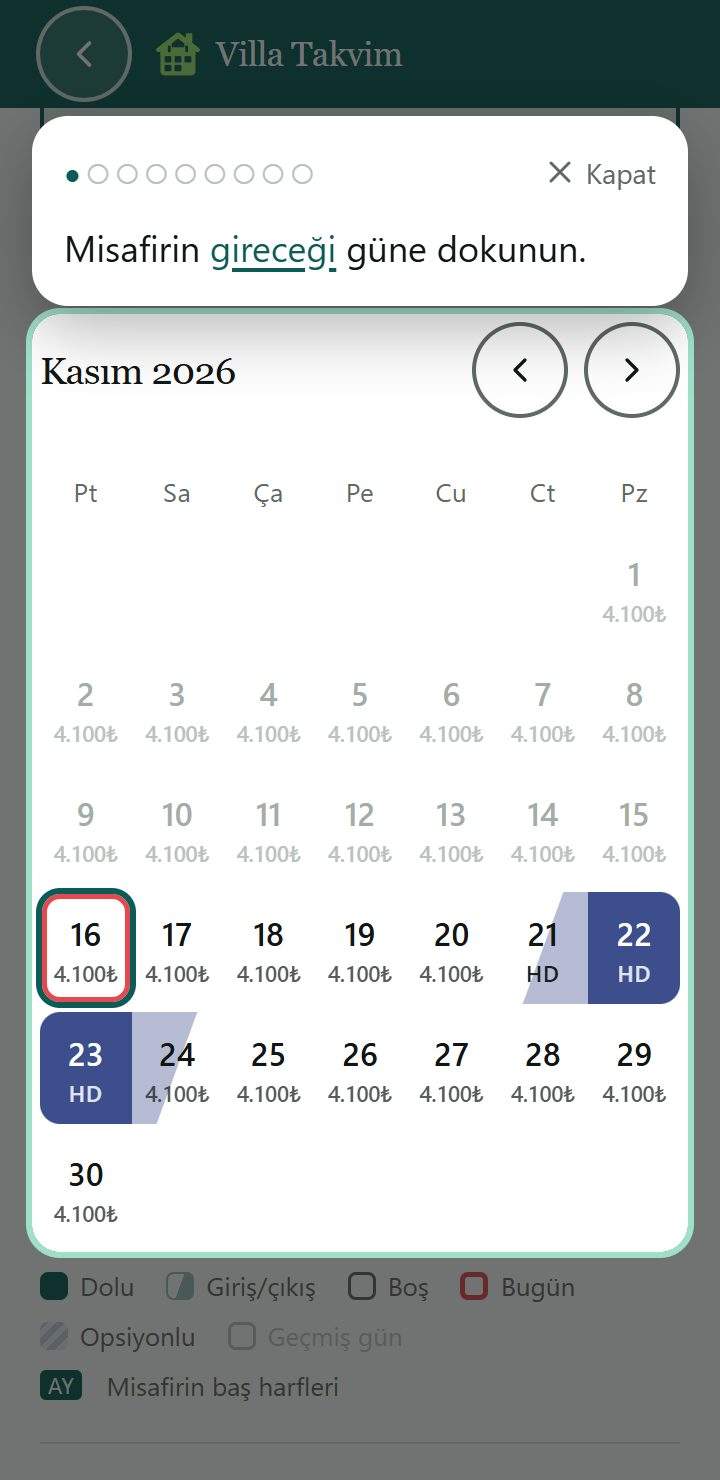 Villa Takvim
Kapat
Misafirin gireceği güne dokunun.
Kasım 2026
Pt Sa Ça Pe Cu Ct Pz
1
4.100₺
2 3 4 5 6 7 8
4.100₺ 4.100₺ 4.100₺ 4.100₺ 4.100₺ 4.100₺ 4.100₺
9 10 11 12 13 14 15
4.100₺ 4.100₺ 4.100₺ 4.100₺ 4.100₺ 4.100₺ 4.100₺
16 17 18 19 20 21 22
4.100₺ 4.100₺ 4.100₺ 4.100₺ 4.100₺ HD HD
23 24 25 26 27 28 29
HD 4.100₺ 4.100₺ 4.100₺ 4.100₺ 4.100₺ 4.100₺
30
4.100₺
Dolu Giriş/çıkış Boş Bugün
Opsiyonlu Geçmiş gün
AY Misafirin baş harfleri